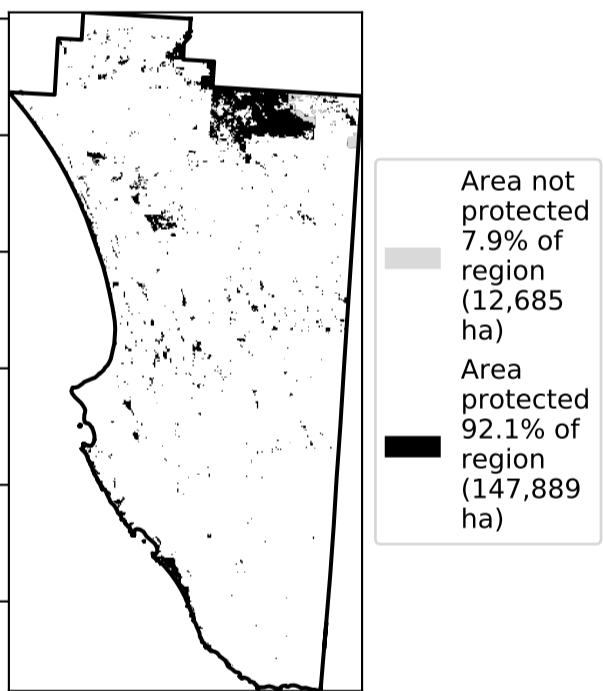 Area not
protected
7.9% of
region
(12,685
ha)
Area
protected
92.1% of
region
(147,889
ha)